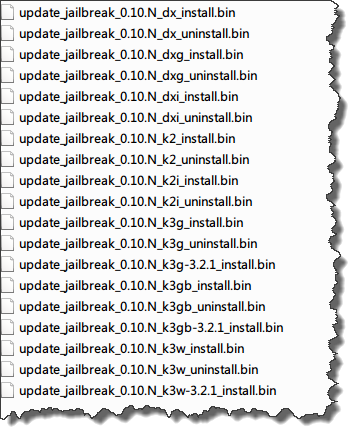 update_jailbreak_0.10.N_dx_install.bin
update_jailbreak_0.10.N_dx_uninstall.bin
update_jailbreak_0.10.N_dxg_install.bin
update_jailbreak_0.10.N_dxg_uninstall.bin
update_jailbreak_0.10.N_dxi_install.bin
update_jailbreak_0.10.N_dxi_uninstall.bin
update_jailbreak_0.10.N_k2_install.bin
update_jailbreak_0.10.N_k2_uninstall.bin
update_jailbreak_0.10.N_k2i_install.bin
update_jailbreak_0.10.N_k2i_uninstall.bin
update_jailbreak_0.10.N_k3g_install.bin
update_jailbreak_0.10.N_k3g_uninstall.bin
update_jailbreak_0.10.N_k3g-3.2.1_install.bin
update_jailbreak_0.10.N_k3gb_install.bin
update_jailbreak_0.10.N_k3gb_uninstall.bin
update_jailbreak_0.10.N_k3gb-3.2.1_install.bin
update_jailbreak_0.10.N_k3w_install.bin
update_jailbreak_0.10.N_k3w_uninstall.bin
update_jailbreak_0.10.N_k3w-3.2.1_install.bin